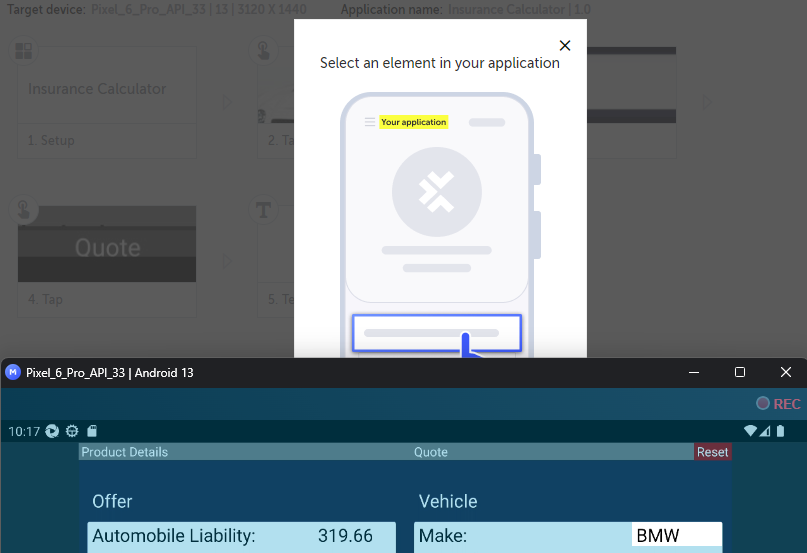 Target device: Pixel_6_Pro_API_33 | 13 | 3120 X 1440 Application name: Insurance Calculator | 1.0
Select an element in your application
Your application
Insurance Calculator
1. Setup
2. Ta
Quote
4. Tap
T
5. Te
M Pixel_6_Pro_API_33 | Android 13
REC
10:17
Product Details Quote Reset
Offer Vehicle
Automobile Liability: 319.66 Make: BMW